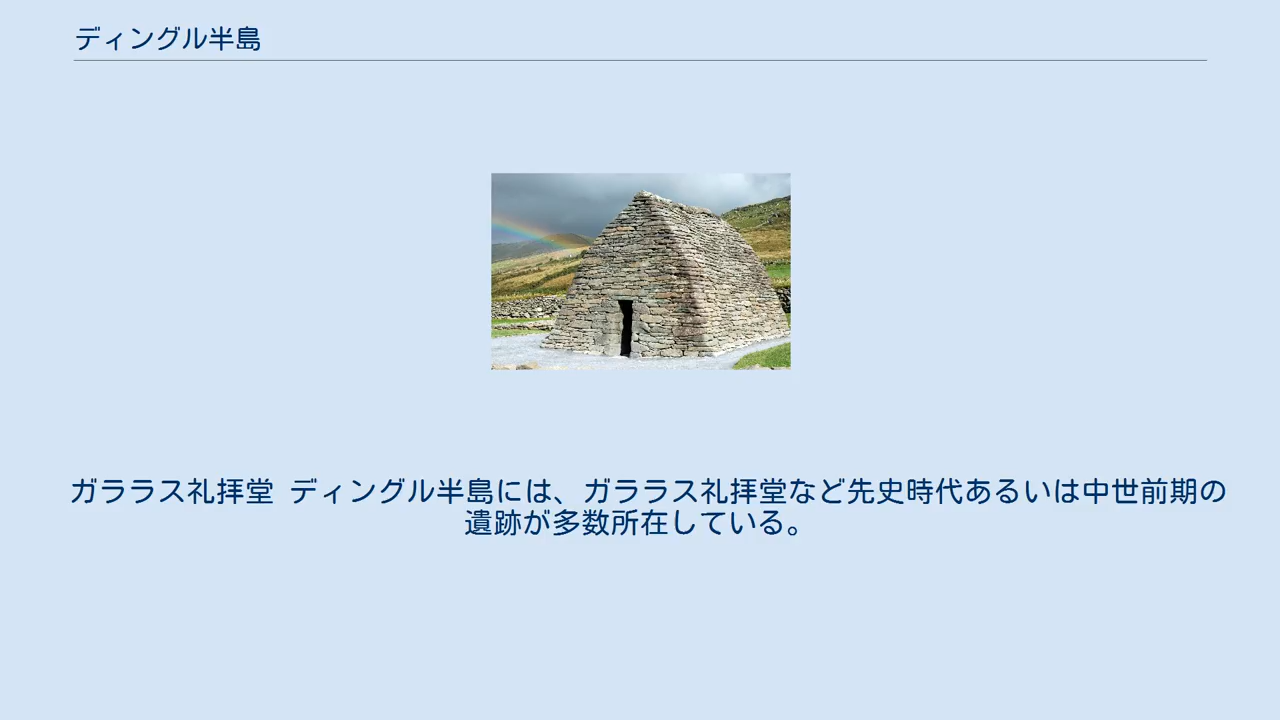 ディングル半島
ガララス礼拝堂 ディングル半島には、ガララス礼拝堂など先史時代あるいは中世前期の
遺跡が多数所在している。